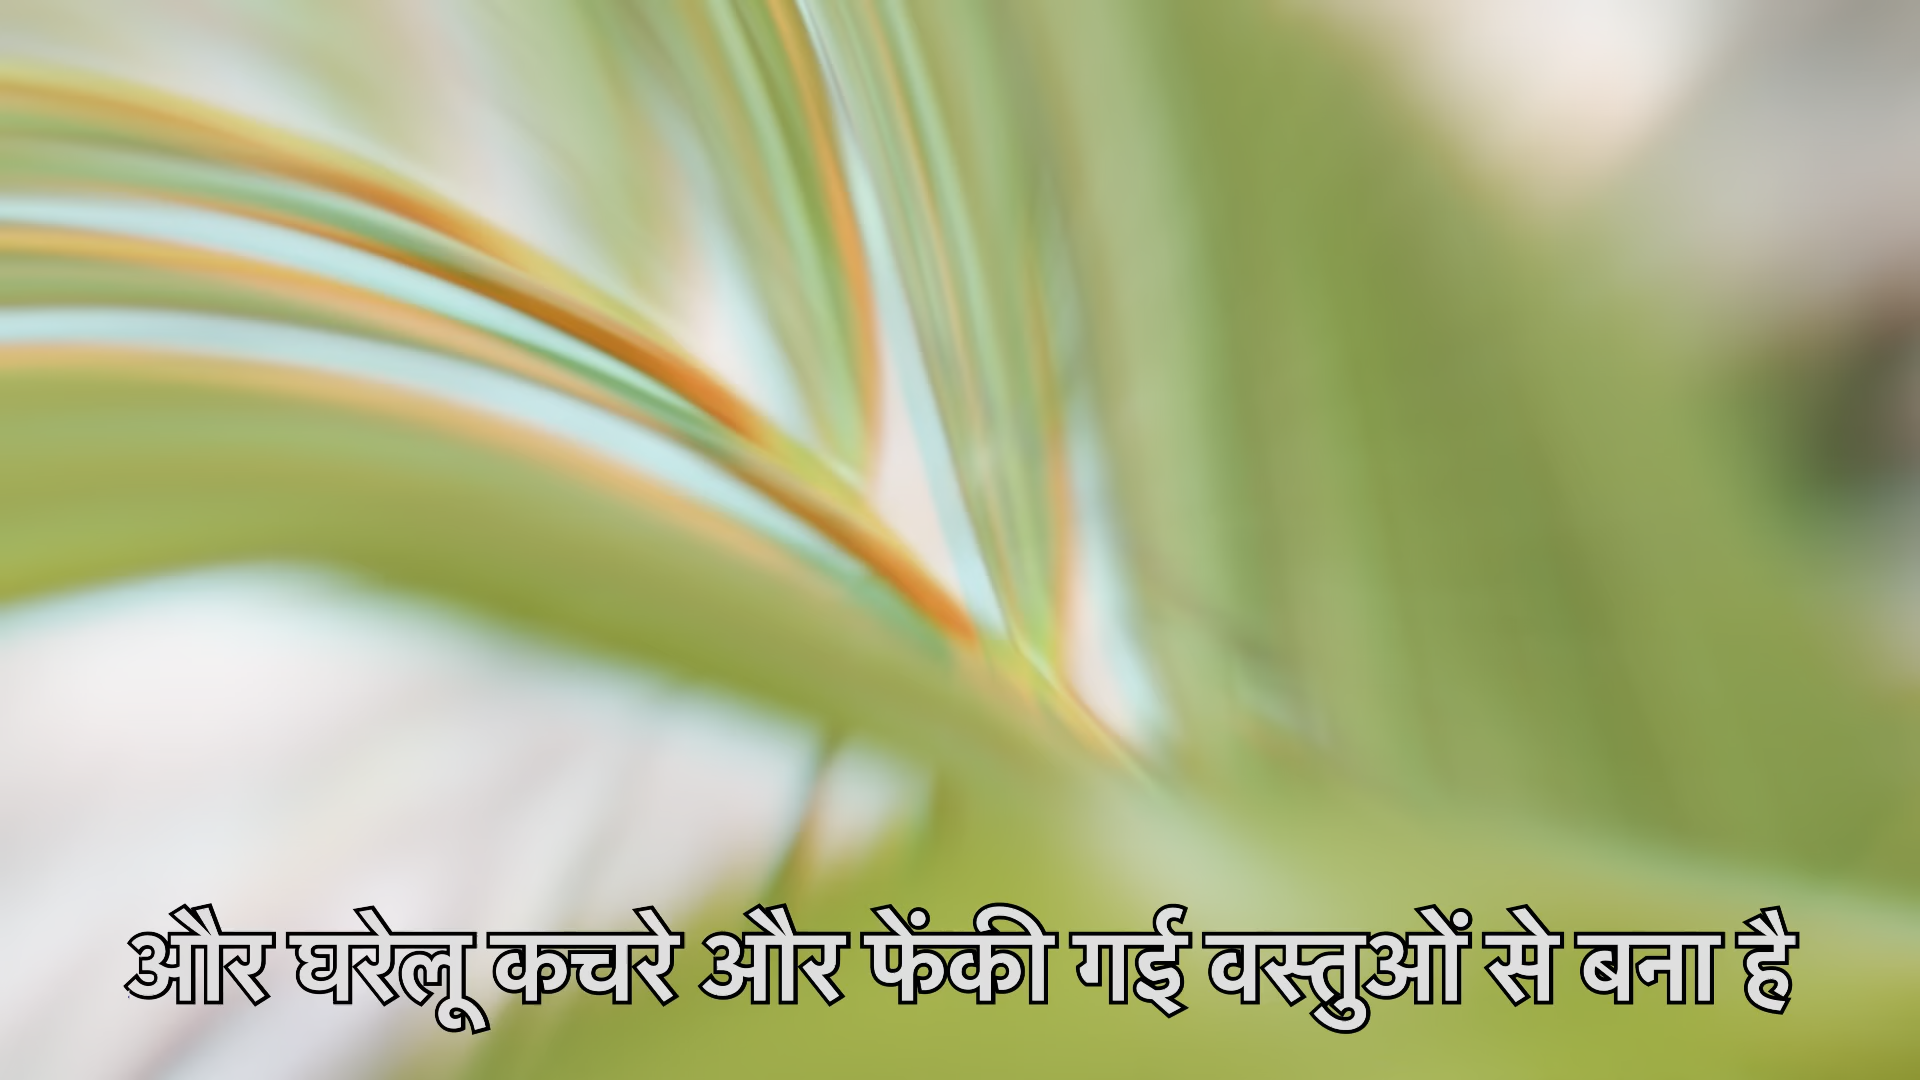 और घरेलू कचरे और फेंकी गई वस्तुओं से बना है